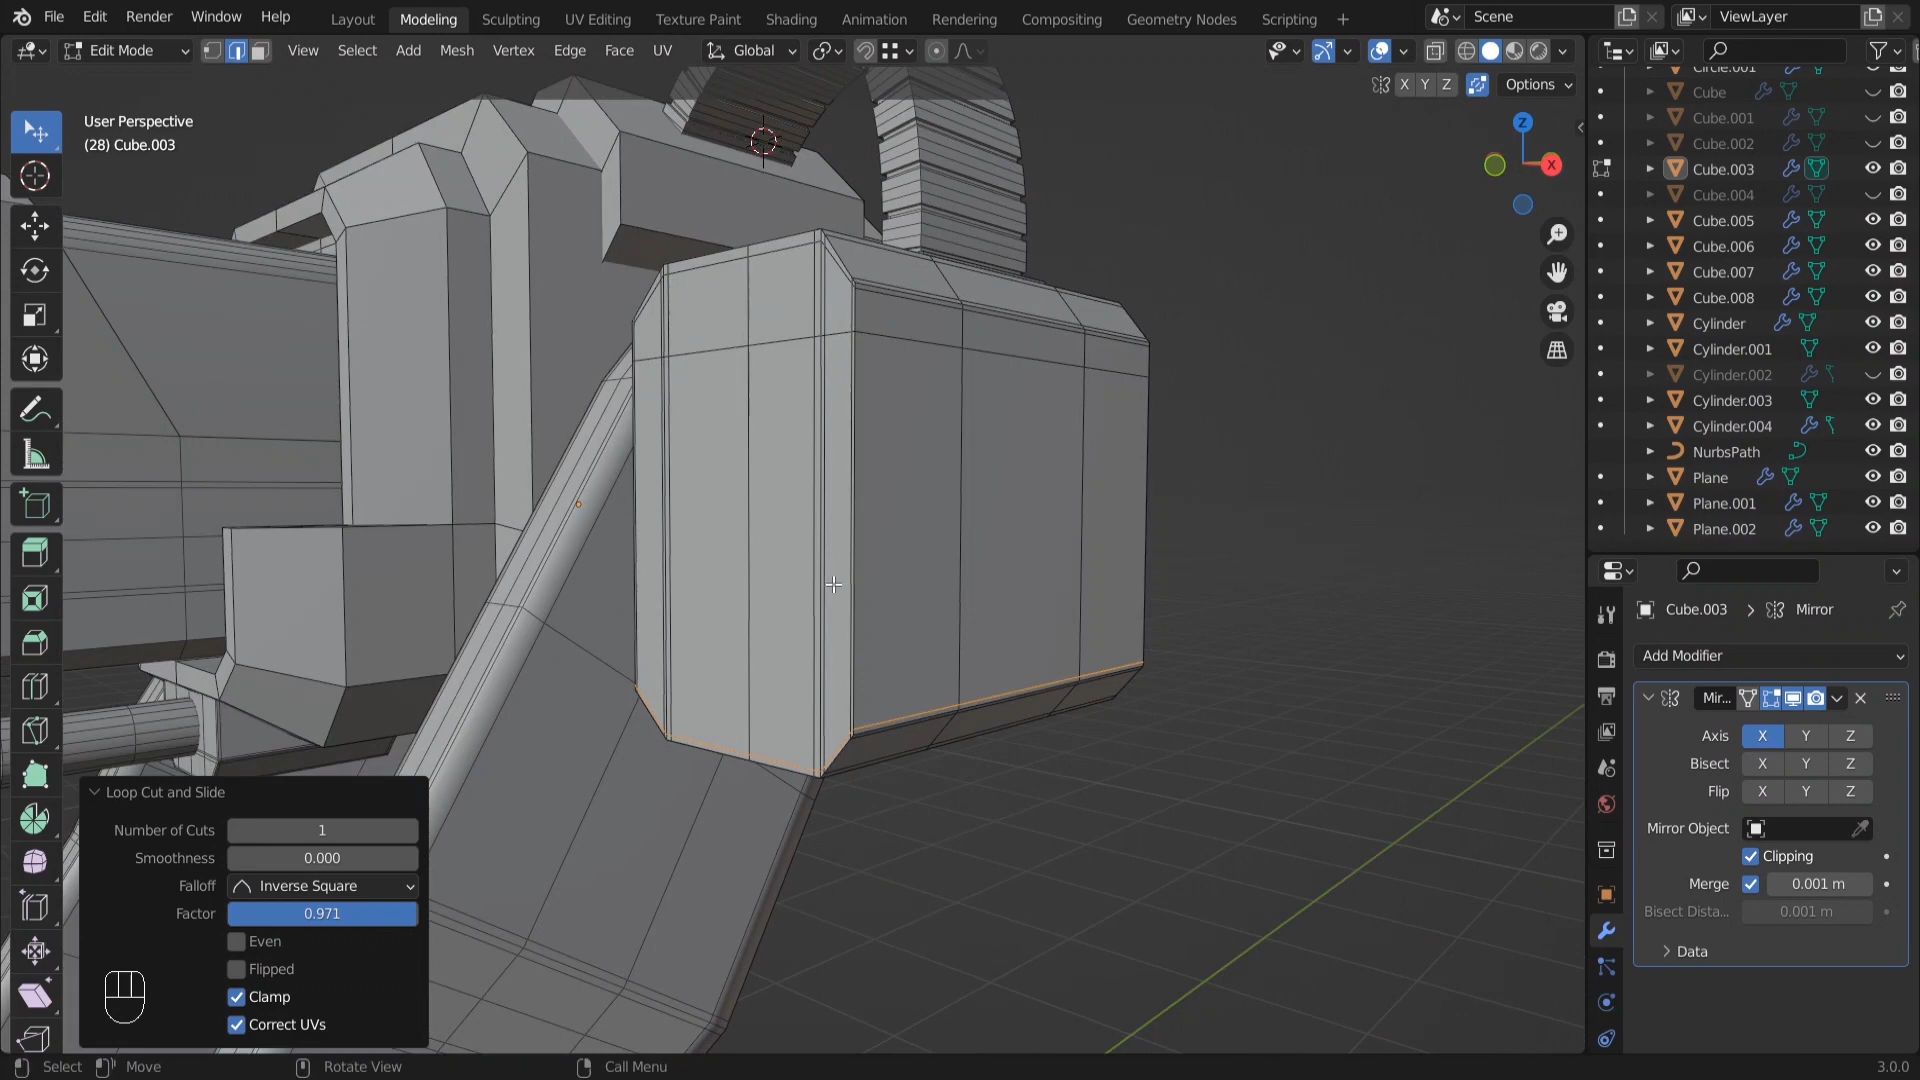 File Edit Render Window Help
Layout Modeling Sculpting UV Editing Texture Paint Shading Animation Rendering Compositing Geometry Nodes Scripting +
Scene
ViewLayer
Edit Mode
View Select Add Mesh Vertex Edge Face UV
Global
X Y Z
Options
User Perspective
(28) Cube.003
Z
X
Circle.001
Cube
Cube.001
Cube.002
Cube.003
Cube.004
Cube.005
Cube.006
Cube.007
Cube.008
Cylinder
Cylinder.001
Cylinder.002
Cylinder.003
Cylinder.004
NurbsPath
Plane
Plane.001
Plane.002
Cube.003 > Mirror
Add Modifier
Mir...
Axis X Y Z
Bisect X Y Z
Flip X Y Z
Mirror Object
Clipping
Merge 0.001 m
Bisect Dista... 0.001 m
Data
Loop Cut and Slide
Number of Cuts 1
Smoothness 0.000
Falloff Inverse Square
Factor 0.971
Even
Flipped
Clamp
Correct UVs
Select Move Rotate View Call Menu
3.0.0